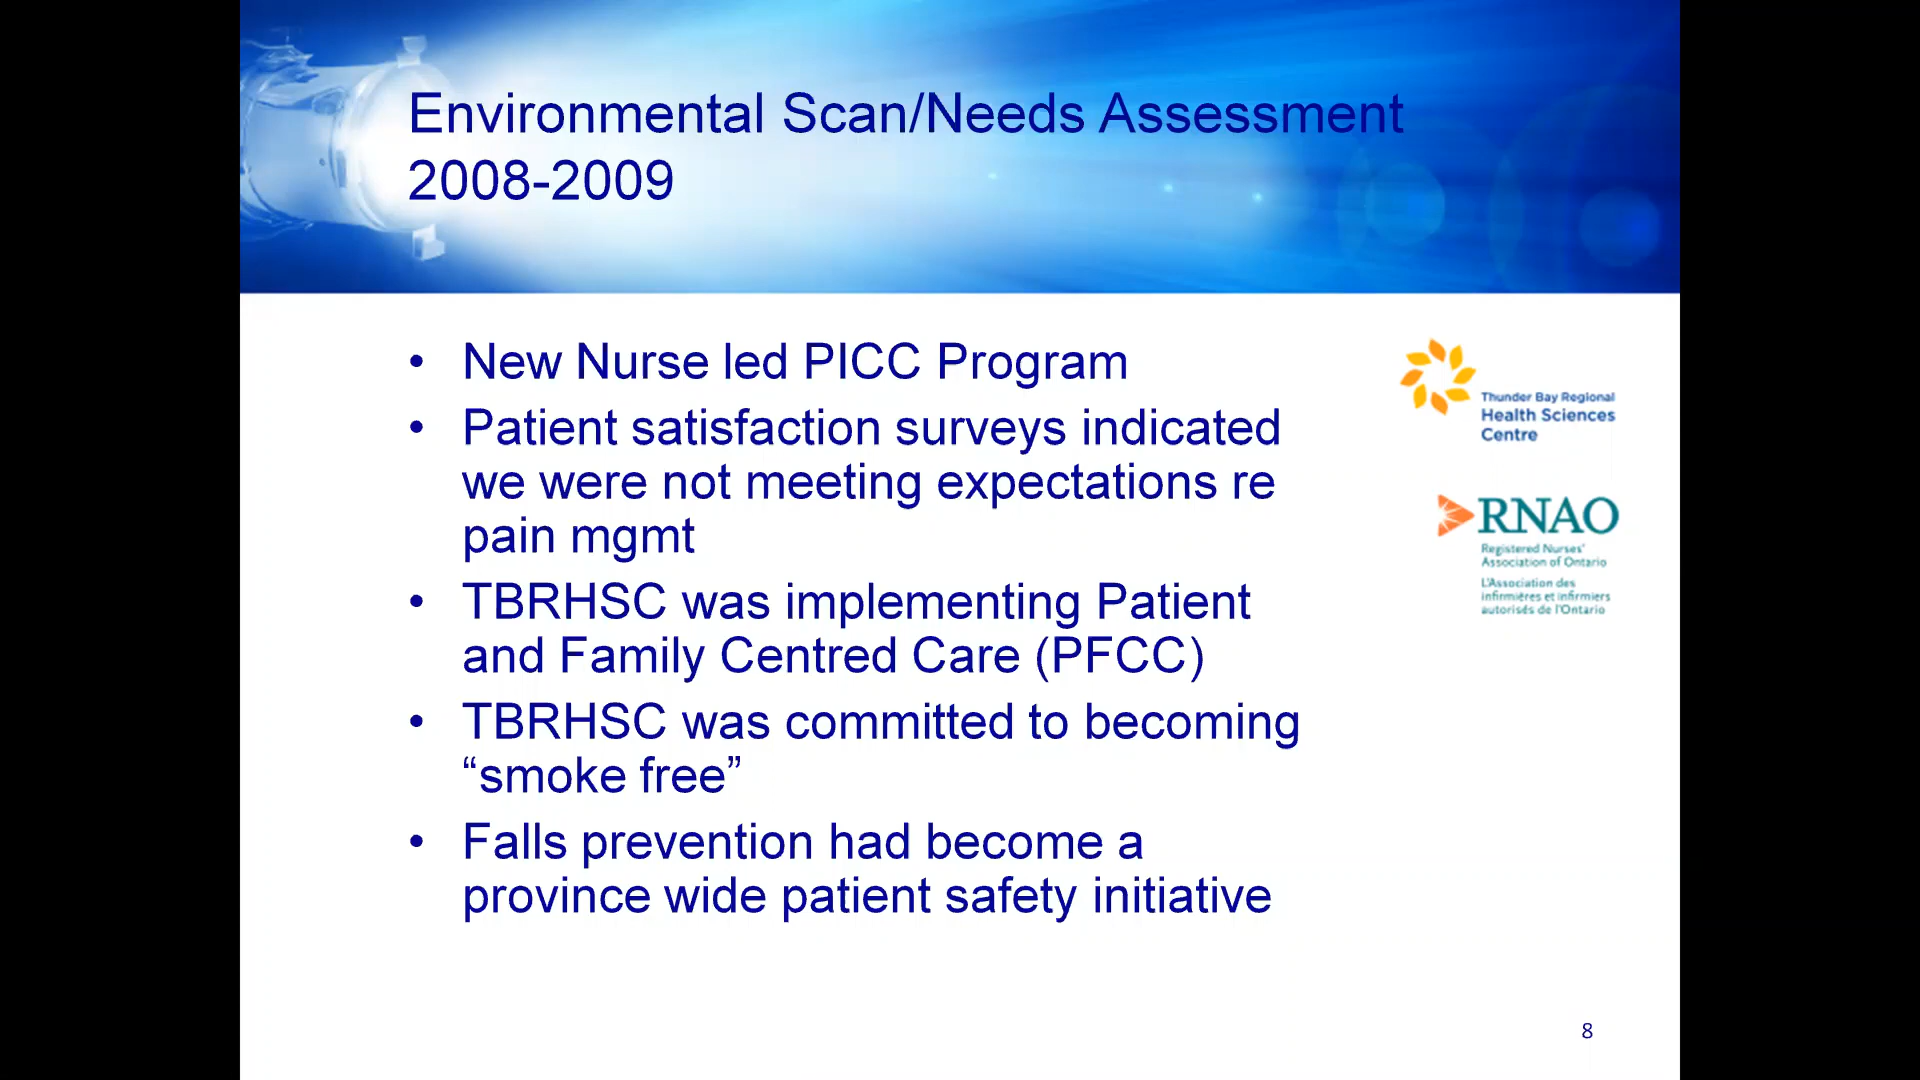 Environmental Scan/Needs Assessment
2008-2009
• New Nurse led PICC Program
• Patient satisfaction surveys indicated
we were not meeting expectations re
pain mgmt
• TBRHSC was implementing Patient
and Family Centred Care (PFCC)
• TBRHSC was committed to becoming
“smoke free”
• Falls prevention had become a
province wide patient safety initiative
Thunder Bay Regional
Health Sciences
Centre
RNAO
Registered Nurses'
Association of Ontario
L'Association des
infirmières et infirmiers
autorisés de l'Ontario
8